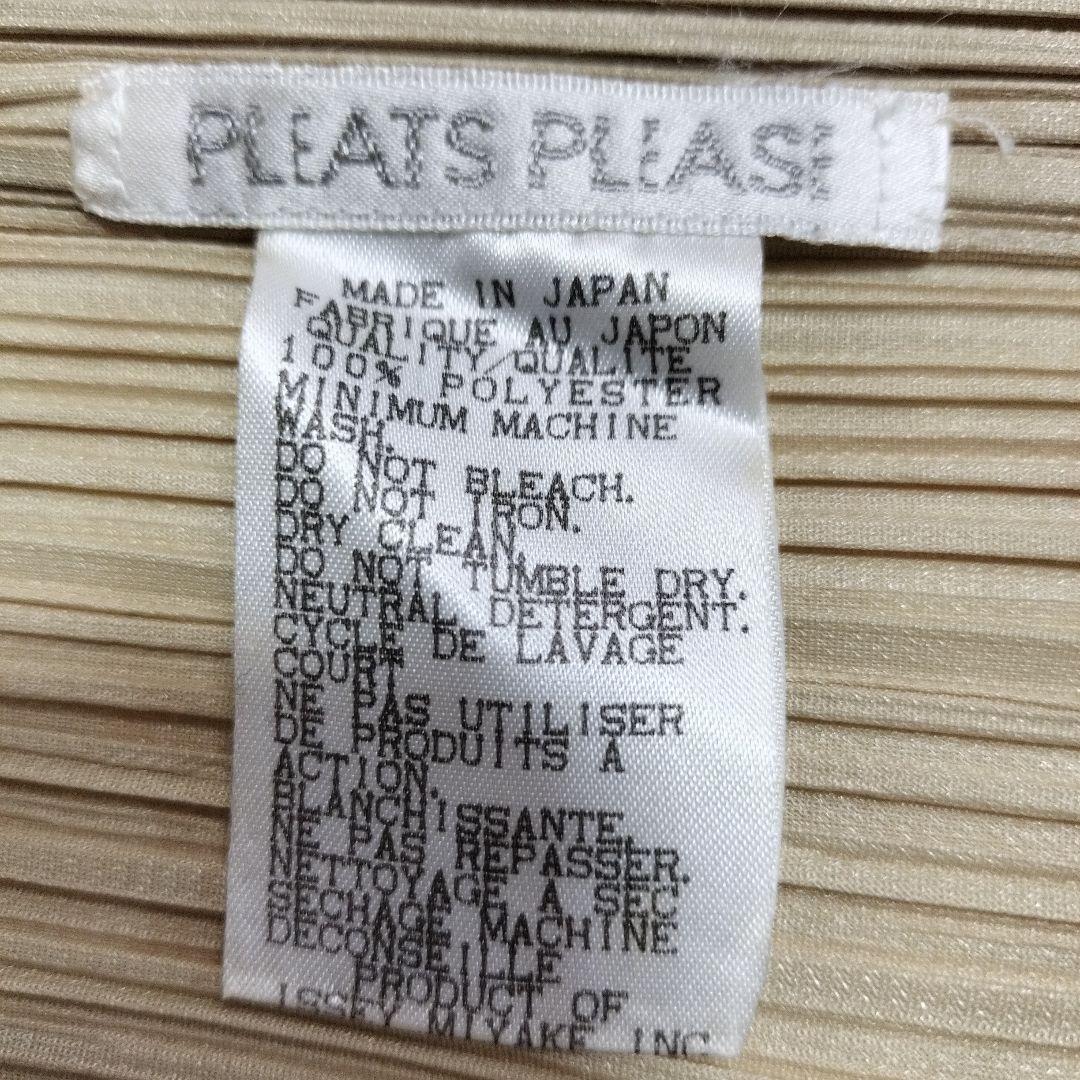 PLEATS PLEASE
MADE IN JAPAN
FABRIQUE AU JAPON
QUALITY/QUALITE
100% POLYESTER
MINIMUM MACHINE
WASH.
DO NOT BLEACH.
DO NOT IRON.
DRY CLEAN.
DO NOT TUMBLE DRY.
NEUTRAL DETERGENT.
CYCLE DE LAVAGE
COURT
NE PAS UTILISER
DE PRODUITS A
ACTION.
BLANCHISSANTE.
NE PAS REPASSER.
NETTOYAGE A SEC
SECHAGE MACHINE
DECONSEILLE
PRODUCT OF
ISSEY MIYAKE INC